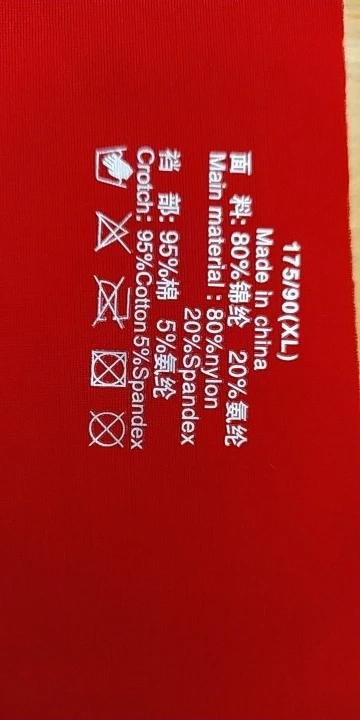 175/90(XL)
Made in china
面 料: 80%锦纶 20%氨纶
Main material : 80%nylon
20%Spandex
裆 部: 95%棉 5%氨纶
Crotch: 95%Cotton 5%Spandex